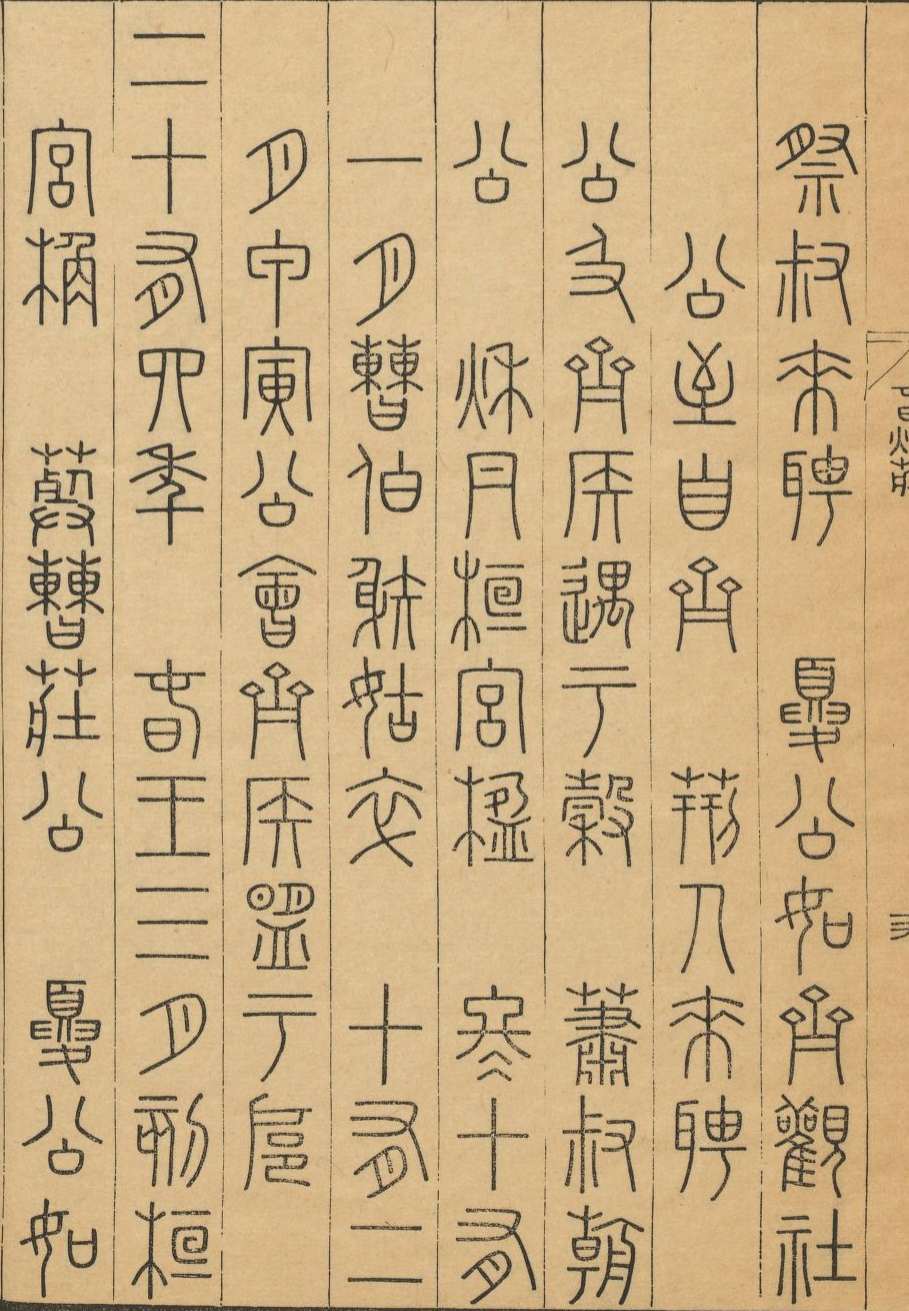 祭叔來聘　夏公如齊觀社
公至自齊　荊人來聘
公及齊侯遇于穀　蕭叔朝
公　秋丹桓宮楹　冬十有
一月曹伯射姑卒　十有二
月甲寅公會齊侯盟于扈
二十有四年　春王三月刻桓
宮桷　葬曹莊公　夏公如